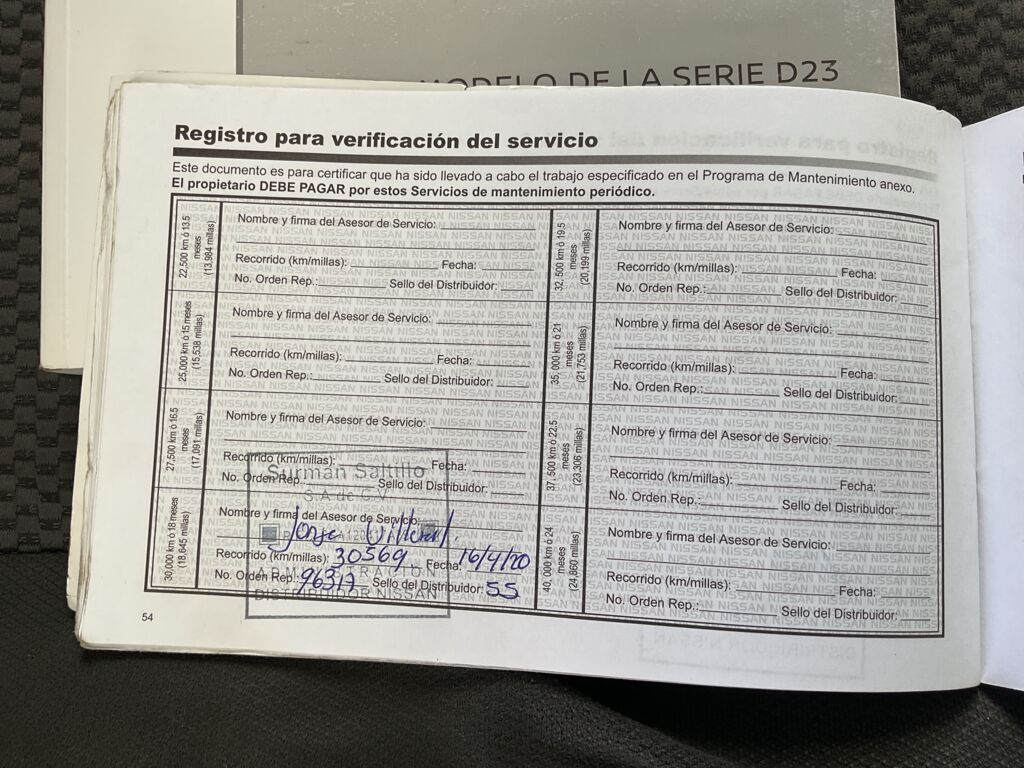 MODELO DE LA SERIE D23
Registro para verificación del servicio
Este documento es para certificar que ha sido llevado a cabo el trabajo especificado en el Programa de Mantenimiento anexo.
El propietario DEBE PAGAR por estos Servicios de mantenimiento periódico.
22,500 km ó 13.5
meses
(13,984 millas)
Nombre y firma del Asesor de Servicio:
Recorrido (km/millas): Fecha:
No. Orden Rep.: Sello del Distribuidor:
25,000 km ó 15 meses
(15,538 millas)
Nombre y firma del Asesor de Servicio:
Recorrido (km/millas): Fecha:
No. Orden Rep.: Sello del Distribuidor:
27,500 km ó 16.5
meses
(17,091 millas)
Nombre y firma del Asesor de Servicio:
Recorrido (km/millas): Fecha:
No. Orden Rep. Sello del Distribuidor:
Surman Saltillo
S.A de C.V
30,000 km ó 18 meses
(18,645 millas)
Nombre y firma del Asesor de Servicio:
Jorge Villareal.
Recorrido (km/millas): 30569 Fecha: 16/4/20
No. Orden Rep.: Sello del Distribuidor: 55
DISTRIBUIDOR NISSAN
32,500 km ó 19.5
meses
(20,199 millas)
Nombre y firma del Asesor de Servicio:
Recorrido (km/millas): Fecha:
No. Orden Rep.: Sello del Distribuidor:
35,000 km ó 21
meses
(21,753 millas)
Nombre y firma del Asesor de Servicio:
Recorrido (km/millas): Fecha:
No. Orden Rep.: Sello del Distribuidor:
37,500 km ó 22.5
meses
(23,306 millas)
Nombre y firma del Asesor de Servicio:
Recorrido (km/millas): Fecha:
No. Orden Rep.: Sello del Distribuidor:
40,000 km ó 24
meses
(24,860 millas)
Nombre y firma del Asesor de Servicio:
Recorrido (km/millas): Fecha:
No. Orden Rep.: Sello del Distribuidor:
54